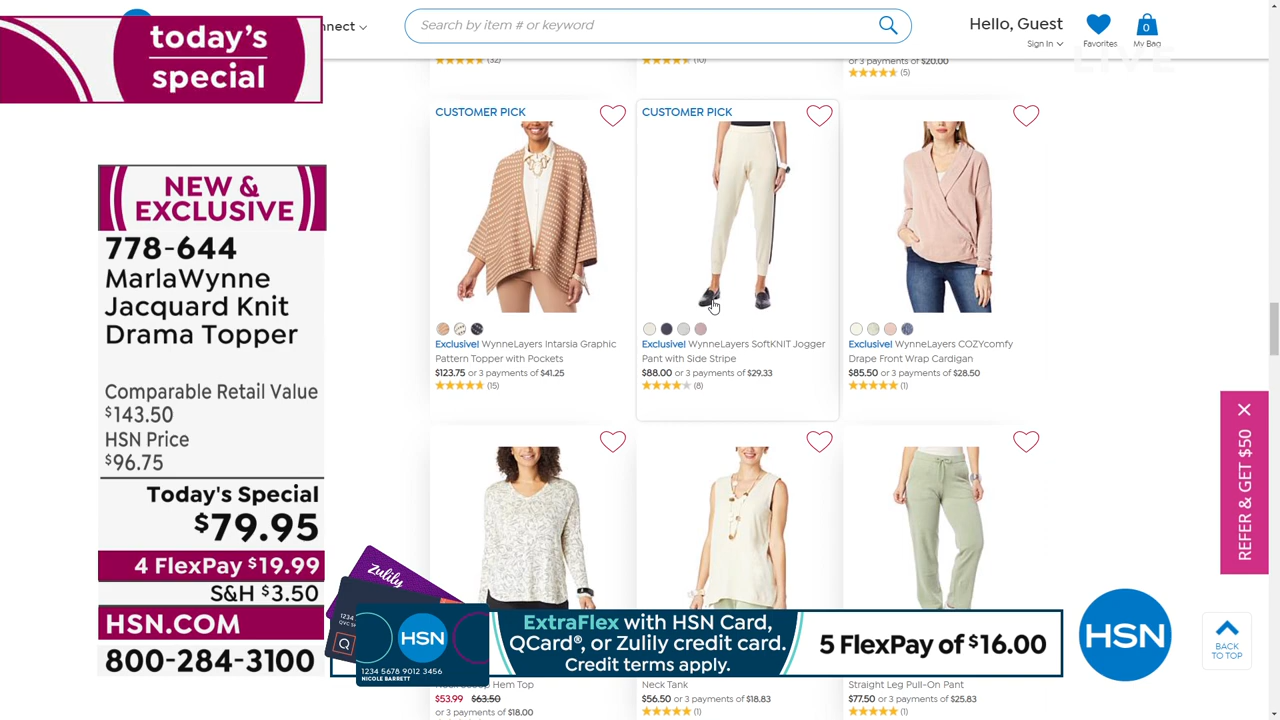 today's
special
nnect
Search by item # or keyword
Hello, Guest
Sign In
Favorites
0
My Bag
LIVE
(32)
(10)
or 3 payments of $20.00
(5)
NEW &
EXCLUSIVE
778-644
MarlaWynne
Jacquard Knit
Drama Topper
Comparable Retail Value
$143.50
HSN Price
$96.75
Today's Special
$79.95
4 FlexPay $19.99
S&H $3.50
HSN.COM
800-284-3100
CUSTOMER PICK
Exclusive! WynneLayers Intarsia Graphic
Pattern Topper with Pockets
$123.75 or 3 payments of $41.25
(15)
CUSTOMER PICK
Exclusive! WynneLayers SoftKNIT Jogger
Pant with Side Stripe
$88.00 or 3 payments of $29.33
(8)
Exclusive! WynneLayers COZYcomfy
Drape Front Wrap Cardigan
$85.50 or 3 payments of $28.50
(1)
REFER & GET $50
zulily
1234
QVC
Q
HSN
1234 5678 9012 3456
NICOLE BARRETT
ExtraFlex with HSN Card,
QCard®, or Zulily credit card.
Credit terms apply.
5 FlexPay of $16.00
HSN
BACK
TO TOP
Hem Top
$53.99 $63.50
or 3 payments of $18.00
Neck Tank
$56.50 or 3 payments of $18.83
(1)
Straight Leg Pull-On Pant
$77.50 or 3 payments of $25.83
(1)